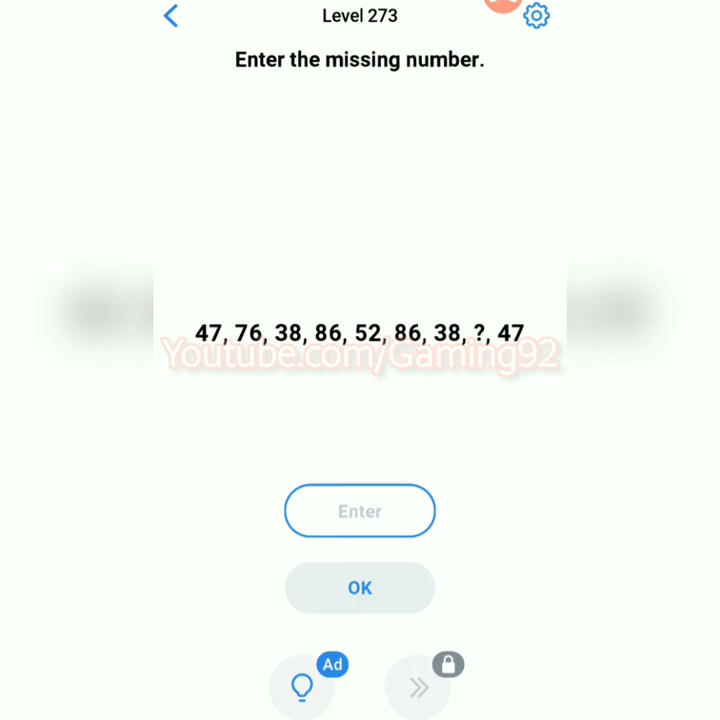 Level 273
Enter the missing number.
47, 76, 38, 86, 52, 86, 38, ?, 47
Youtube.com/Gaming92
Enter
OK
Ad